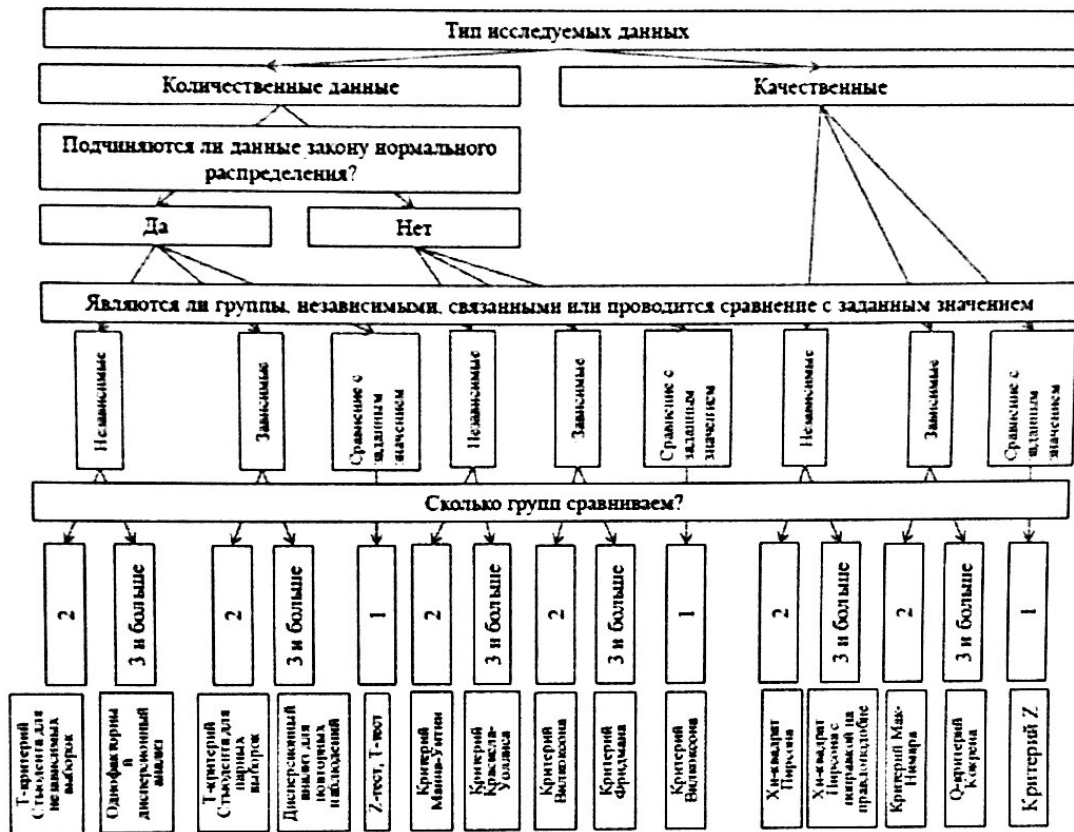 Тип исследуемых данных
Количественные данные
Качественные
Подчиняются ли данные закону нормального
распределения?
Да
Нет
Являются ли группы, независимыми, связанными или проводится сравнение с заданным значением
Независимые
Зависимые
Сравнение с
заданным
значением
Независимые
Зависимые
Сравнение с
заданным
значением
Независимые
Зависимые
Сравнение с
заданным
значением
Сколько групп сравниваем?
2
3 и больше
2
3 и больше
1
2
3 и больше
2
3 и больше
1
2
3 и больше
2
3 и больше
1
Т-критерий
Стьюдента для
независимых
выборок
Однофакторны
й
дисперсионный
анализ
Т-критерий
Стьюдента для
парных
выборок
Дисперсионный
анализ для
повторных
наблюдений
Z-тест, Т-тест
Критерий
Манна-Уитни
Критерий
Краскела-
Уоллиса
Критерий
Вилкоксона
Критерий
Фридмана
Критерий
Вилкоксона
Хи-квадрат
Пирсона
Хи-квадрат
Пирсона с
поправкой на
правдоподобие
Критерий Мак-
Нимара
Q-критерий
Кокрена
Критерий Z